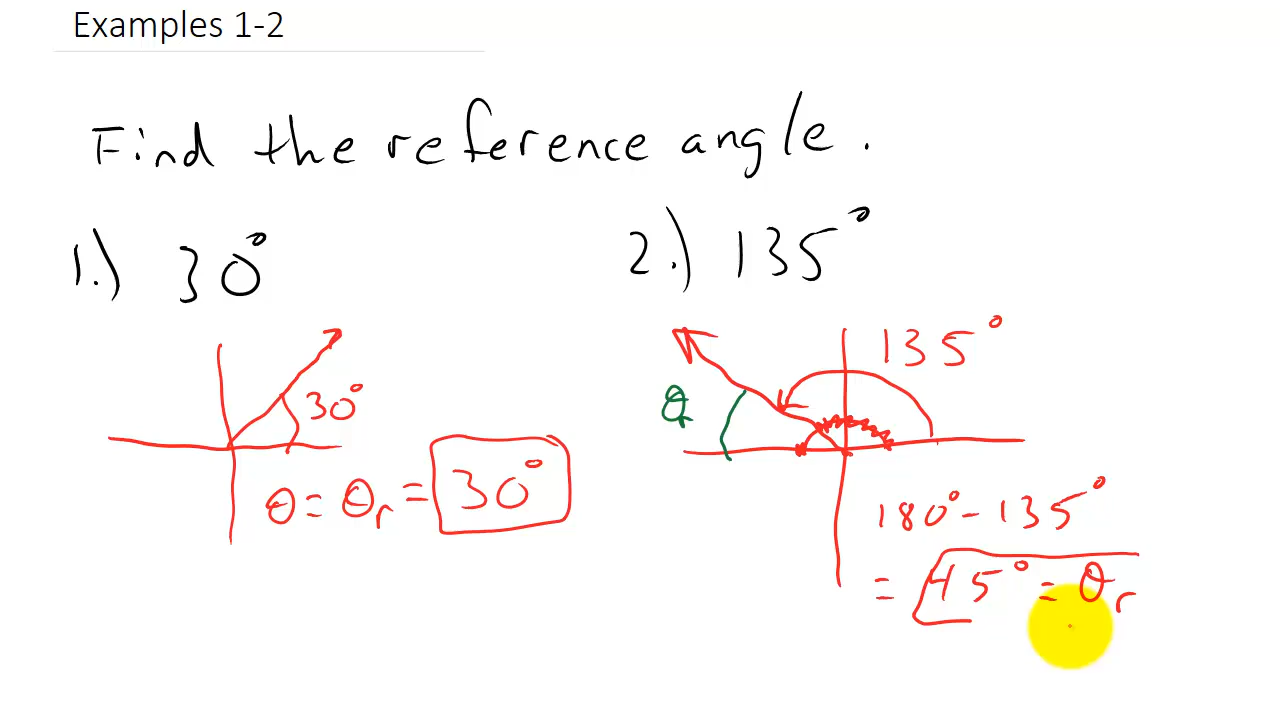 Examples 1-2
Find the reference angle.
1.) 30°
30°
θ = θr = 30°
2.) 135°
135°
θr
180° - 135°
= 45° = θr